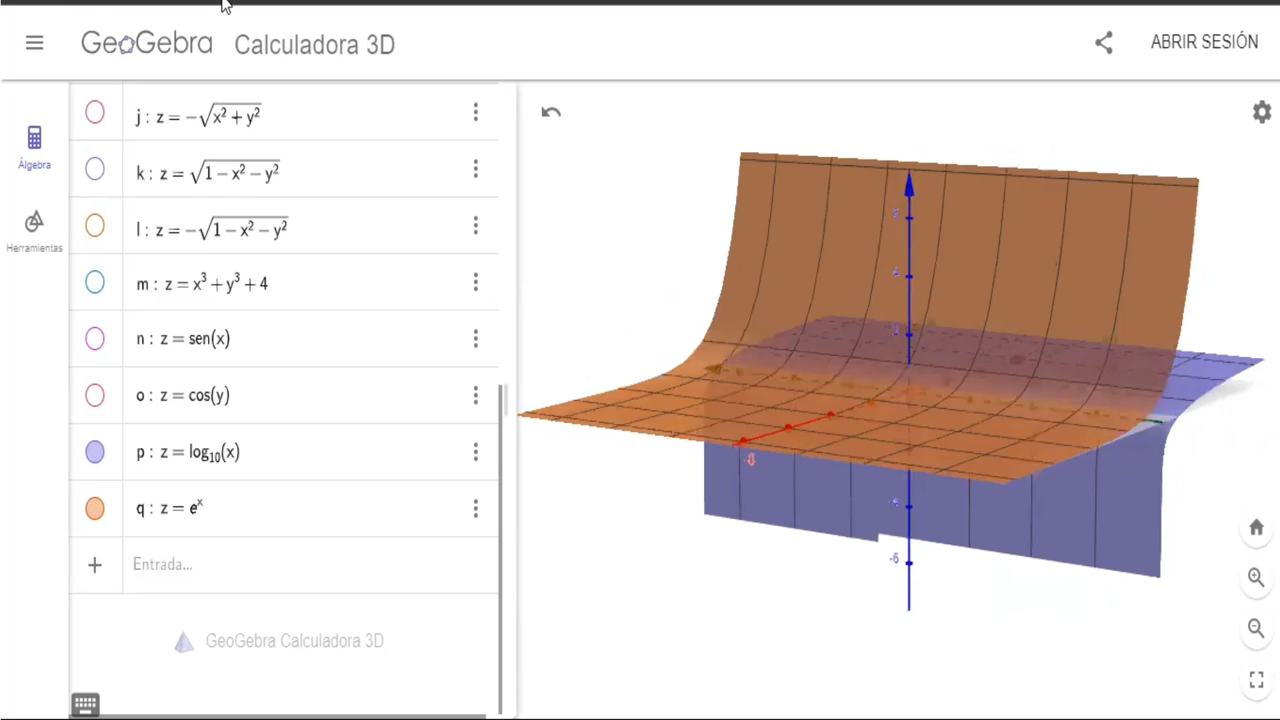 GeoGebra Calculadora 3D
ABRIR SESIÓN
Álgebra
Herramientas
j : z = −√(x² + y²)
k : z = √(1 − x² − y²)
l : z = −√(1 − x² − y²)
m : z = x³ + y³ + 4
n : z = sen(x)
o : z = cos(y)
p : z = log₁₀(x)
q : z = eˣ
Entrada...
GeoGebra Calculadora 3D
-6